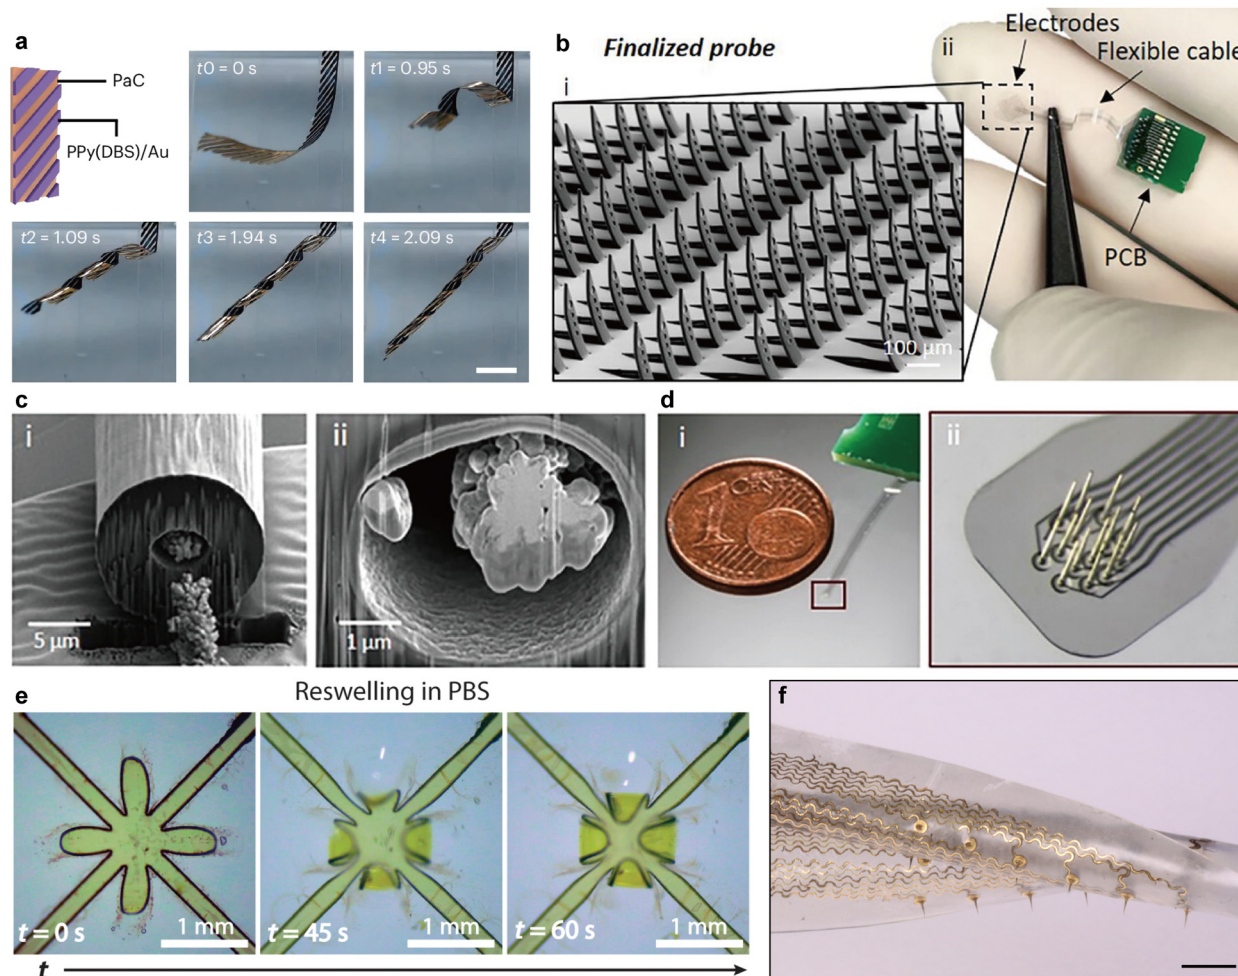 a
PaC
PPy(DBS)/Au
t0 = 0 s
t1 = 0.95 s
t2 = 1.09 s
t3 = 1.94 s
t4 = 2.09 s
b
Finalized probe
i
100 µm
ii
Electrodes
Flexible cable
PCB
c
i
5 µm
ii
1 µm
d
i
1
ii
e
Reswelling in PBS
t = 0 s
1 mm
t = 45 s
1 mm
t = 60 s
1 mm
t
f